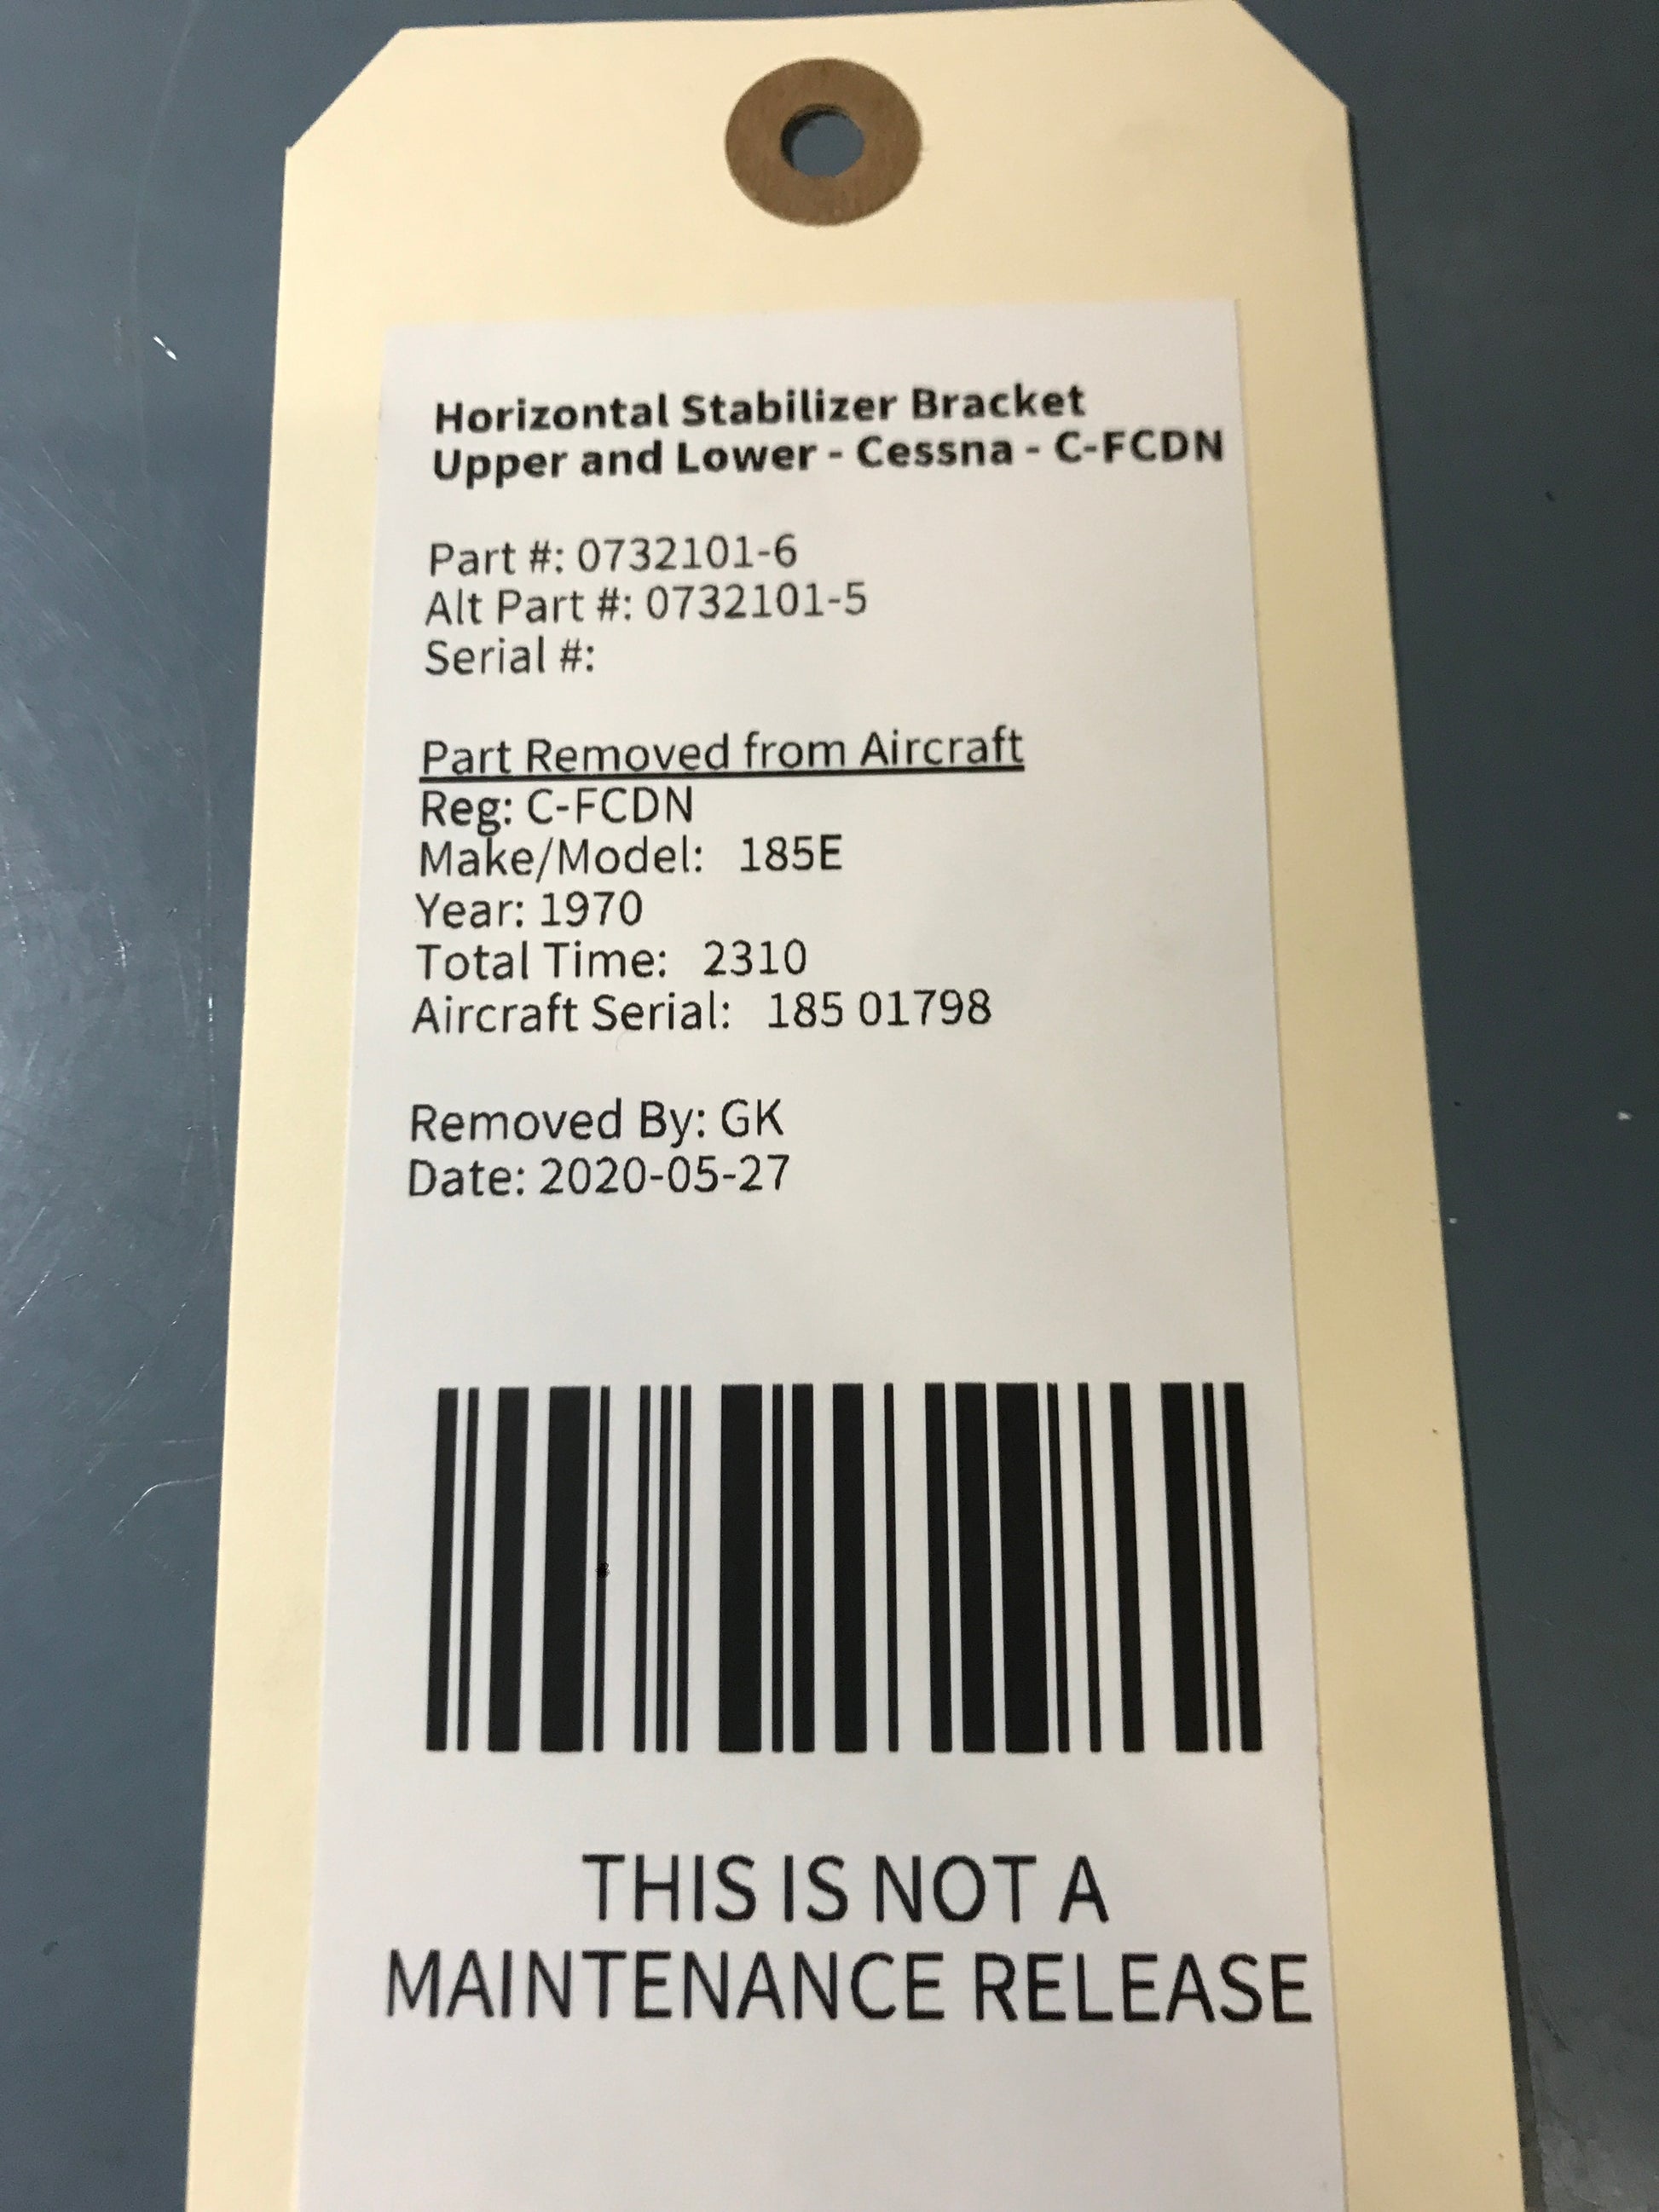 Horizontal Stabilizer Bracket
Upper and Lower - Cessna - C-FCDN
Part #: 0732101-6
Alt Part #: 0732101-5
Serial #:
Part Removed from Aircraft
Reg: C-FCDN
Make/Model: 185E
Year: 1970
Total Time: 2310
Aircraft Serial: 185 01798
Removed By: GK
Date: 2020-05-27
THIS IS NOT A
MAINTENANCE RELEASE